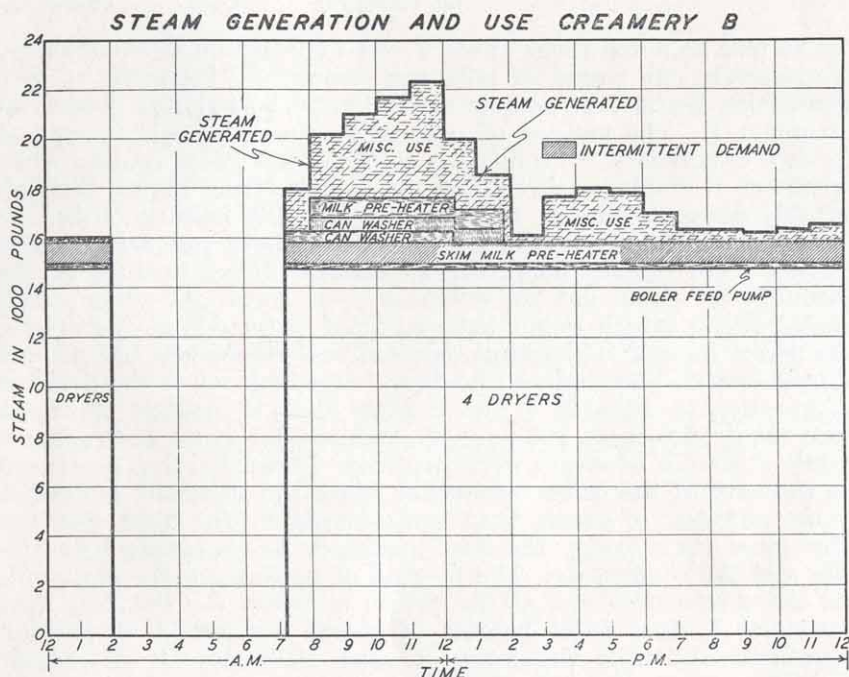 STEAM GENERATION AND USE CREAMERY B
24
22
20
18
16
14
12
10
8
6
4
2
0
STEAM IN 1000 POUNDS
STEAM GENERATED
STEAM GENERATED
MISC. USE
INTERMITTENT DEMAND
MILK PRE-HEATER
CAN WASHER
CAN WASHER
MISC. USE
SKIM MILK PRE-HEATER
BOILER FEED PUMP
DRYERS
4 DRYERS
12 1 2 3 4 5 6 7 8 9 10 11 12 1 2 3 4 5 6 7 8 9 10 11 12
A.M. P.M.
TIME